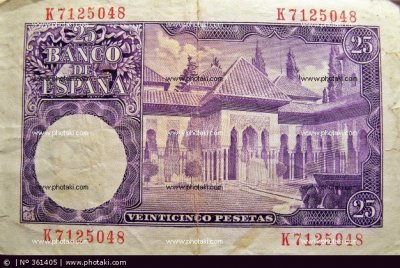 K7125048 K7125048
25 25
BANCO
DE
ESPAÑA
www.photaki.com
VEINTICINCO PESETAS 25
K7125048 K7125048
© | Nº 361405 | www.photaki.com